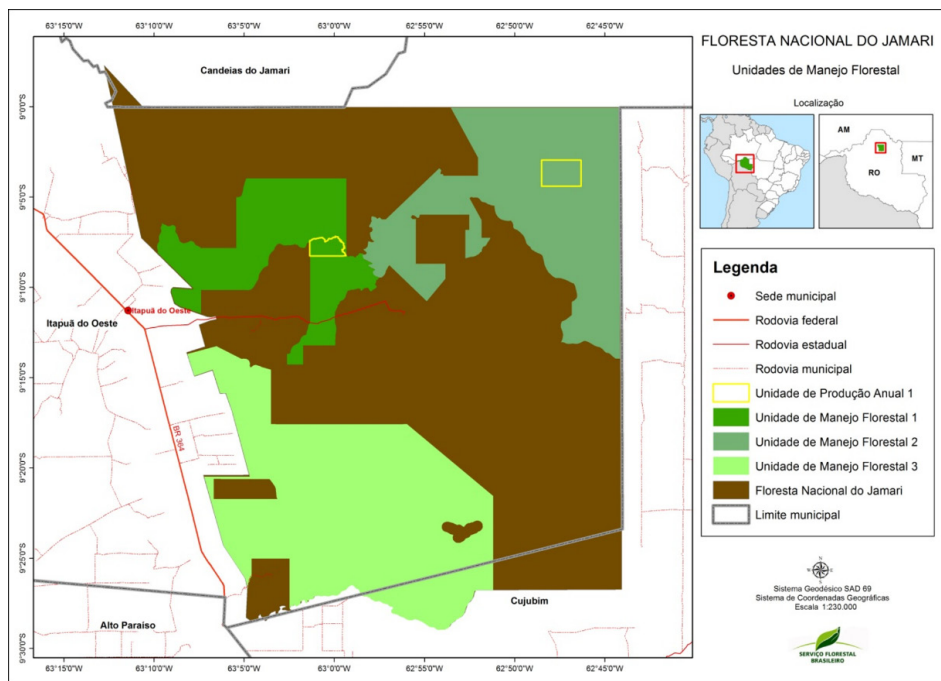 63°15'0"W 63°10'0"W 63°5'0"W 63°0'0"W 62°55'0"W 62°50'0"W 62°45'0"W
Candeias do Jamari
9°0'0"S
9°5'0"S
9°10'0"S
Itapuã do Oeste
Itapuã do Oeste
9°15'0"S
BR 364
9°20'0"S
9°25'0"S
Cujubim
Alto Paraiso
9°30'0"S
63°15'0"W 63°10'0"W 63°5'0"W 63°0'0"W 62°55'0"W 62°50'0"W 62°45'0"W
FLORESTA NACIONAL DO JAMARI
Unidades de Manejo Florestal
Localização
AM
MT
RO
Legenda
Sede municipal
Rodovia federal
Rodovia estadual
Rodovia municipal
Unidade de Produção Anual 1
Unidade de Manejo Florestal 1
Unidade de Manejo Florestal 2
Unidade de Manejo Florestal 3
Floresta Nacional do Jamari
Limite municipal
Sistema Geodésico SAD 69
Sistema de Coordenadas Geográficas
Escala 1:230.000
SERVIÇO FLORESTAL
BRASILEIRO